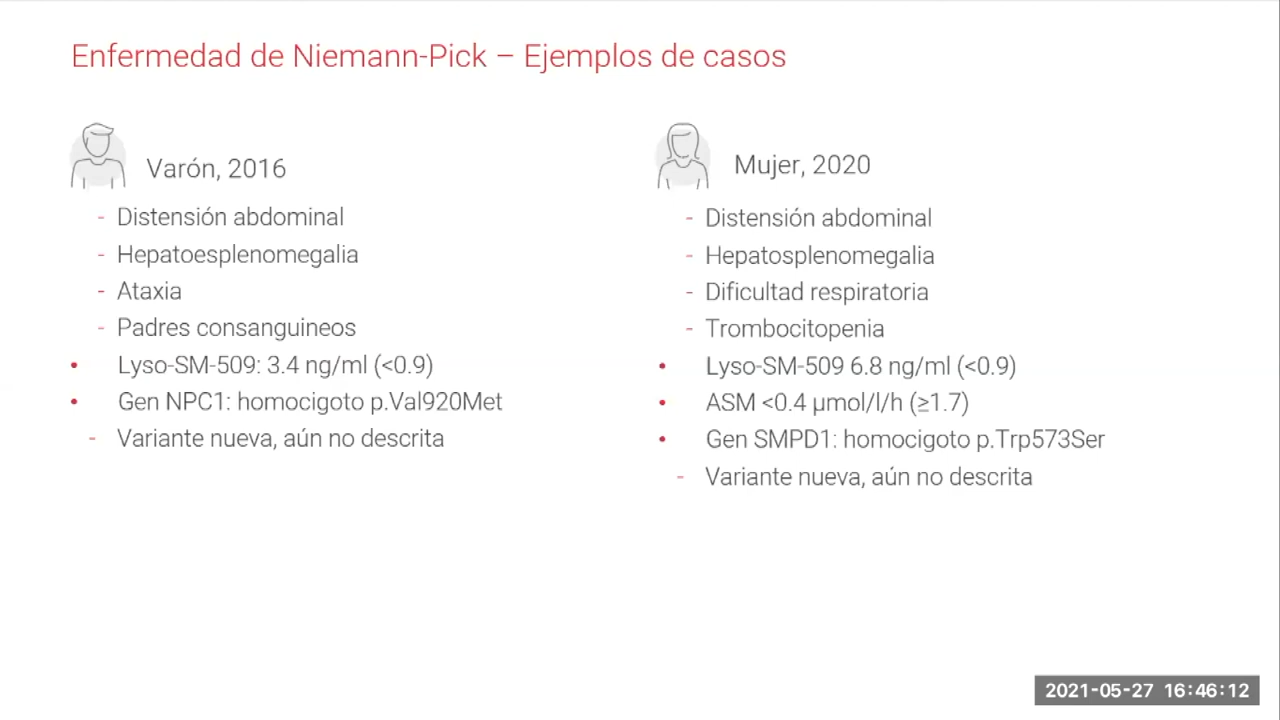 Enfermedad de Niemann-Pick – Ejemplos de casos
Varón, 2016
- Distensión abdominal
- Hepatoesplenomegalia
- Ataxia
- Padres consanguineos
• Lyso-SM-509: 3.4 ng/ml (<0.9)
• Gen NPC1: homocigoto p.Val920Met
- Variante nueva, aún no descrita
Mujer, 2020
- Distensión abdominal
- Hepatosplenomegalia
- Dificultad respiratoria
- Trombocitopenia
• Lyso-SM-509 6.8 ng/ml (<0.9)
• ASM <0.4 µmol/l/h (≥1.7)
• Gen SMPD1: homocigoto p.Trp573Ser
- Variante nueva, aún no descrita
2021-05-27 16:46:12